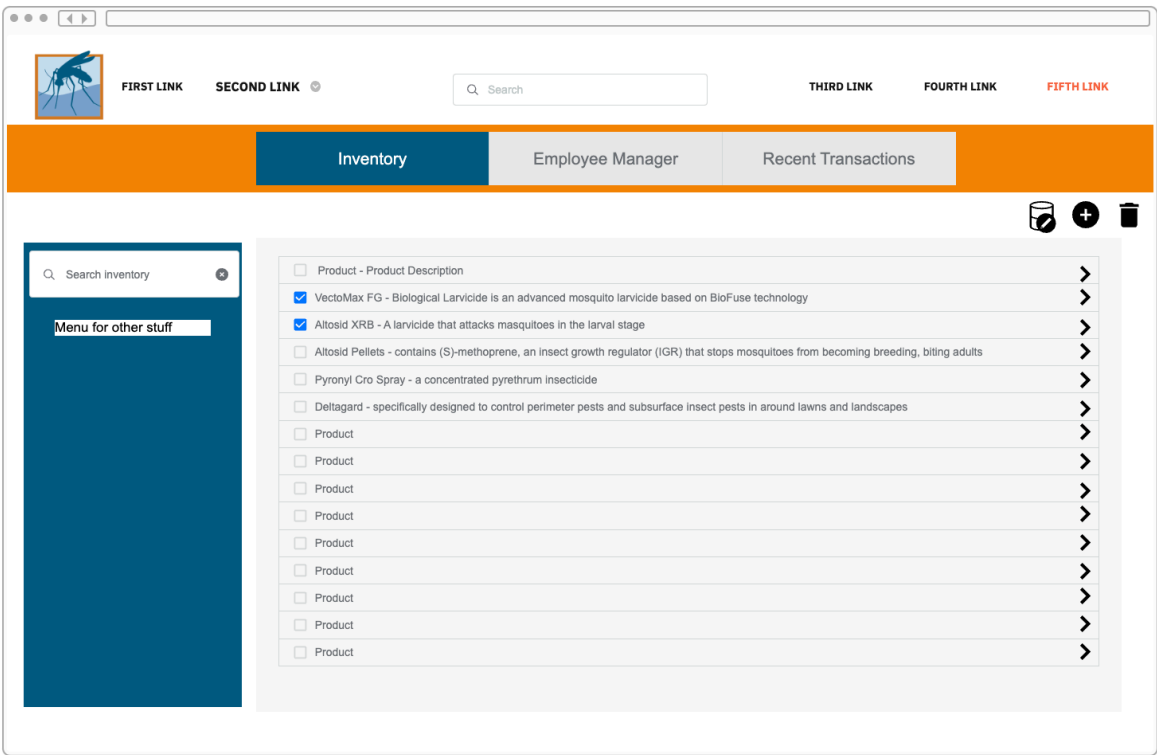 FIRST LINK
SECOND LINK
Search
THIRD LINK
FOURTH LINK
FIFTH LINK
Inventory
Employee Manager
Recent Transactions
Search inventory
Menu for other stuff
Product - Product Description
VectoMax FG - Biological Larvicide is an advanced mosquito larvicide based on BioFuse technology
Altosid XRB - A larvicide that attacks masquitoes in the larval stage
Altosid Pellets - contains (S)-methoprene, an insect growth regulator (IGR) that stops mosquitoes from becoming breeding, biting adults
Pyronyl Cro Spray - a concentrated pyrethrum insecticide
Deltagard - specifically designed to control perimeter pests and subsurface insect pests in around lawns and landscapes
Product
Product
Product
Product
Product
Product
Product
Product
Product